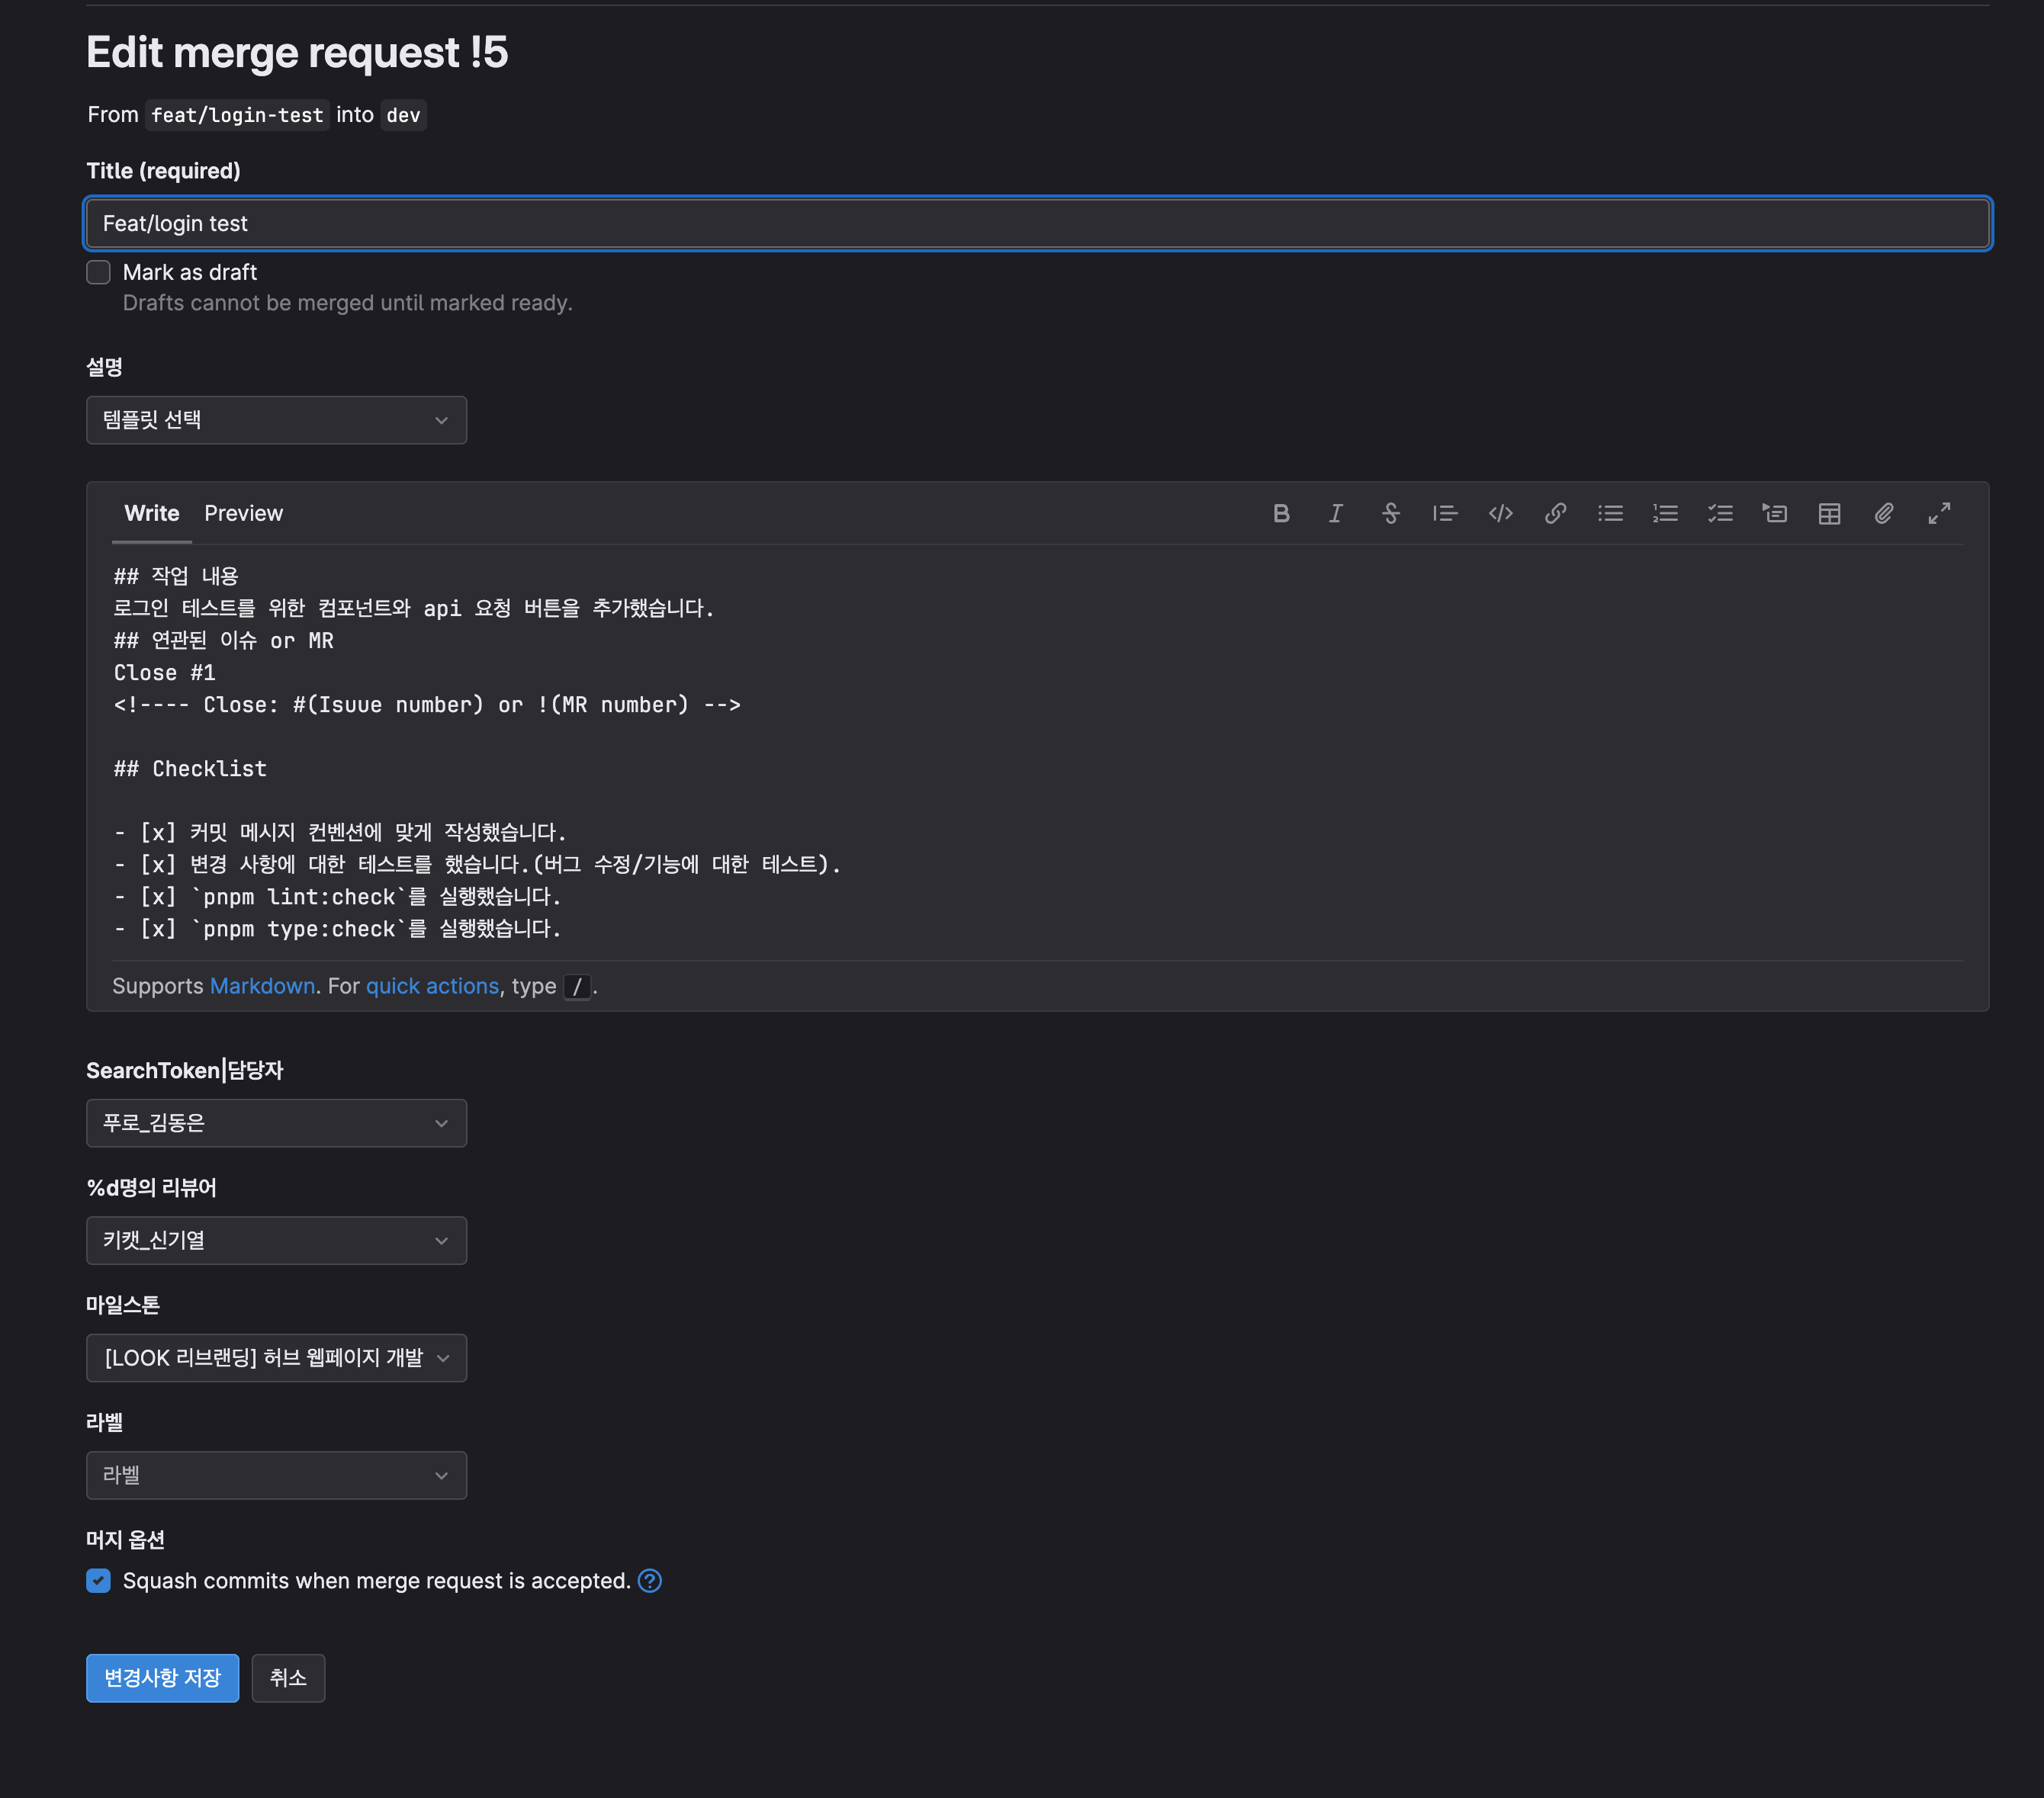 Edit merge request !5
From feat/login-test into dev
Title (required)
Feat/login test
Mark as draft
Drafts cannot be merged until marked ready.
설명
템플릿 선택
Write Preview
## 작업 내용
로그인 테스트를 위한 컴포넌트와 api 요청 버튼을 추가했습니다.
## 연관된 이슈 or MR
Close #1
<!---- Close: #(Isuue number) or !(MR number) -->
## Checklist
- [x] 커밋 메시지 컨벤션에 맞게 작성했습니다.
- [x] 변경 사항에 대한 테스트를 했습니다.(버그 수정/기능에 대한 테스트).
- [x] `pnpm lint:check`를 실행했습니다.
- [x] `pnpm type:check`를 실행했습니다.
Supports Markdown. For quick actions, type /.
SearchToken|담당자
푸로_김동은
%d명의 리뷰어
키캣_신기열
마일스톤
[LOOK 리브랜딩] 허브 웹페이지 개발
라벨
라벨
머지 옵션
Squash commits when merge request is accepted.
변경사항 저장 취소